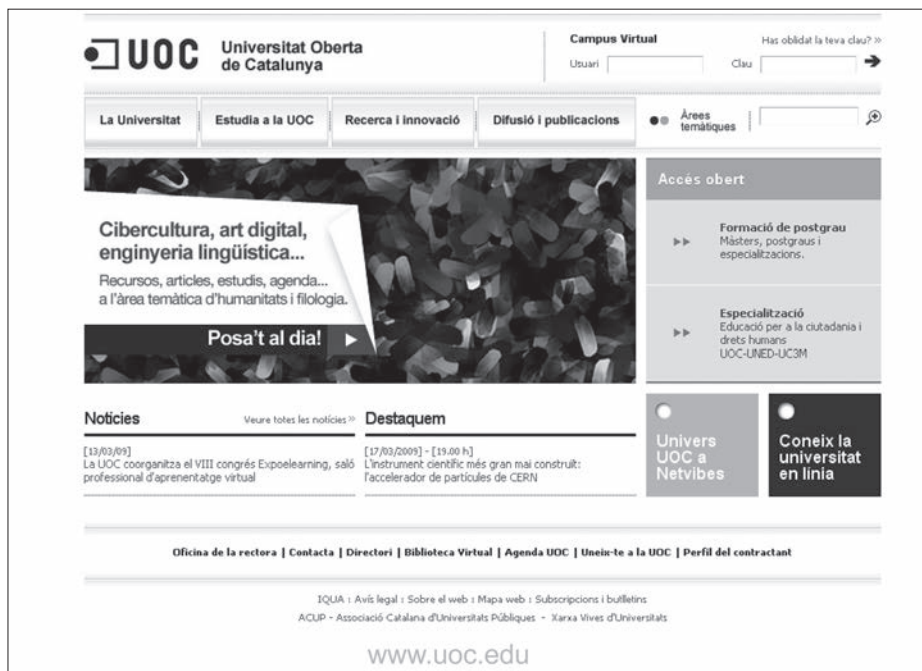 UOC
Universitat Oberta
de Catalunya
Campus Virtual
Has oblidat la teva clau? »
Usuari
Clau
La Universitat
Estudia a la UOC
Recerca i innovació
Difusió i publicacions
Àrees
temàtiques
Cibercultura, art digital,
enginyeria lingüística...
Recursos, articles, estudis, agenda...
a l'àrea temàtica d'humanitats i filologia.
Posa't al dia!
Accés obert
Formació de postgrau
Màsters, postgraus i
especialitzacions.
Especialització
Educació per a la ciutadania i
drets humans
UOC-UNED-UC3M
Notícies
Veure totes les notícies »
[13/03/09]
La UOC coorganitza el VIII congrés Expoelearning, saló
professional d'aprenentatge virtual
Destaquem
[17/03/2009] - [19.00 h]
L'instrument científic més gran mai construït:
l'accelerador de partícules de CERN
Univers
UOC a
Netvibes
Coneix la
universitat
en línia
Oficina de la rectora | Contacta | Directori | Biblioteca Virtual | Agenda UOC | Uneix-te a la UOC | Perfil del contractant
IQUA : Avís legal : Sobre el web : Mapa web : Subscripcions i butlletins
ACUP - Associació Catalana d'Universitats Públiques - Xarxa Vives d'Universitats
www.uoc.edu